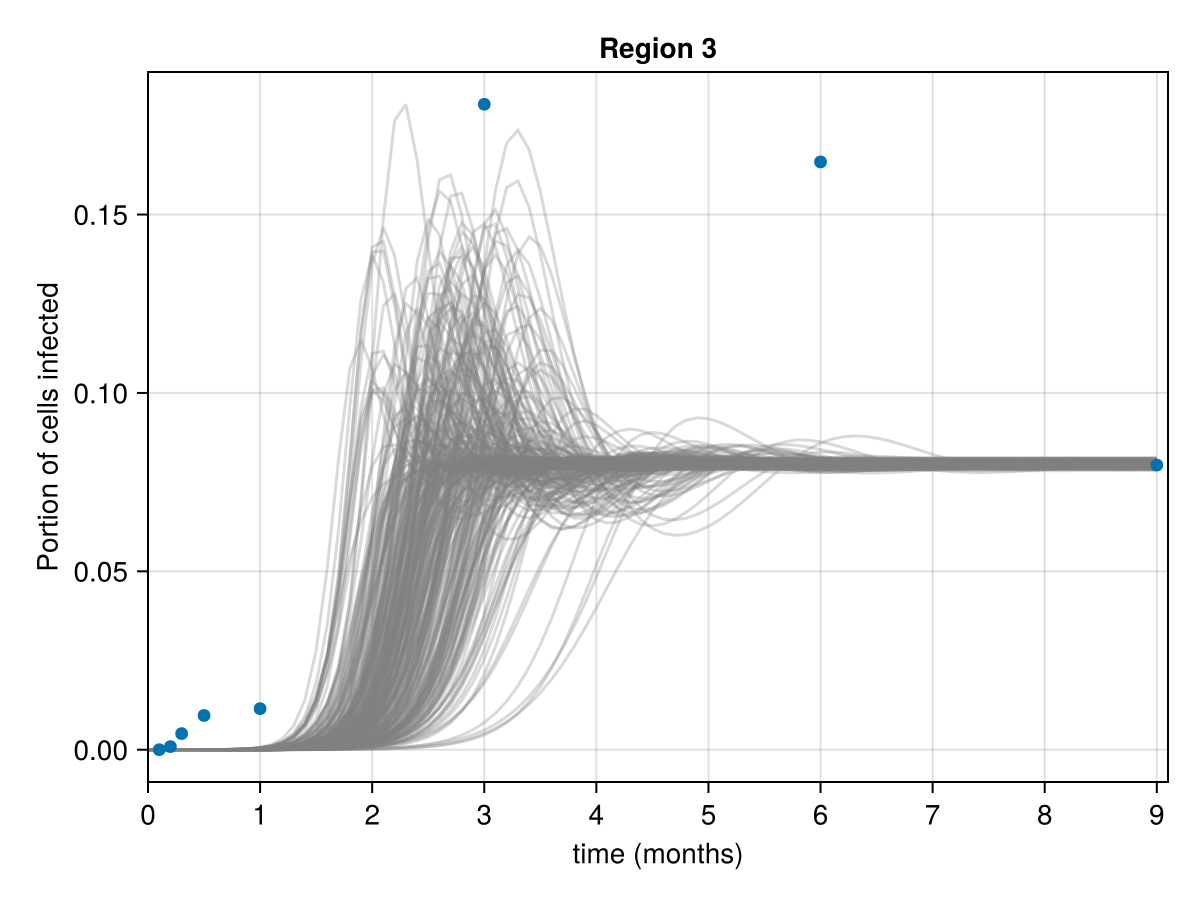 Region 3
Portion of cells infected
0.15
0.10
0.05
0.00
0 1 2 3 4 5 6 7 8 9
time (months)